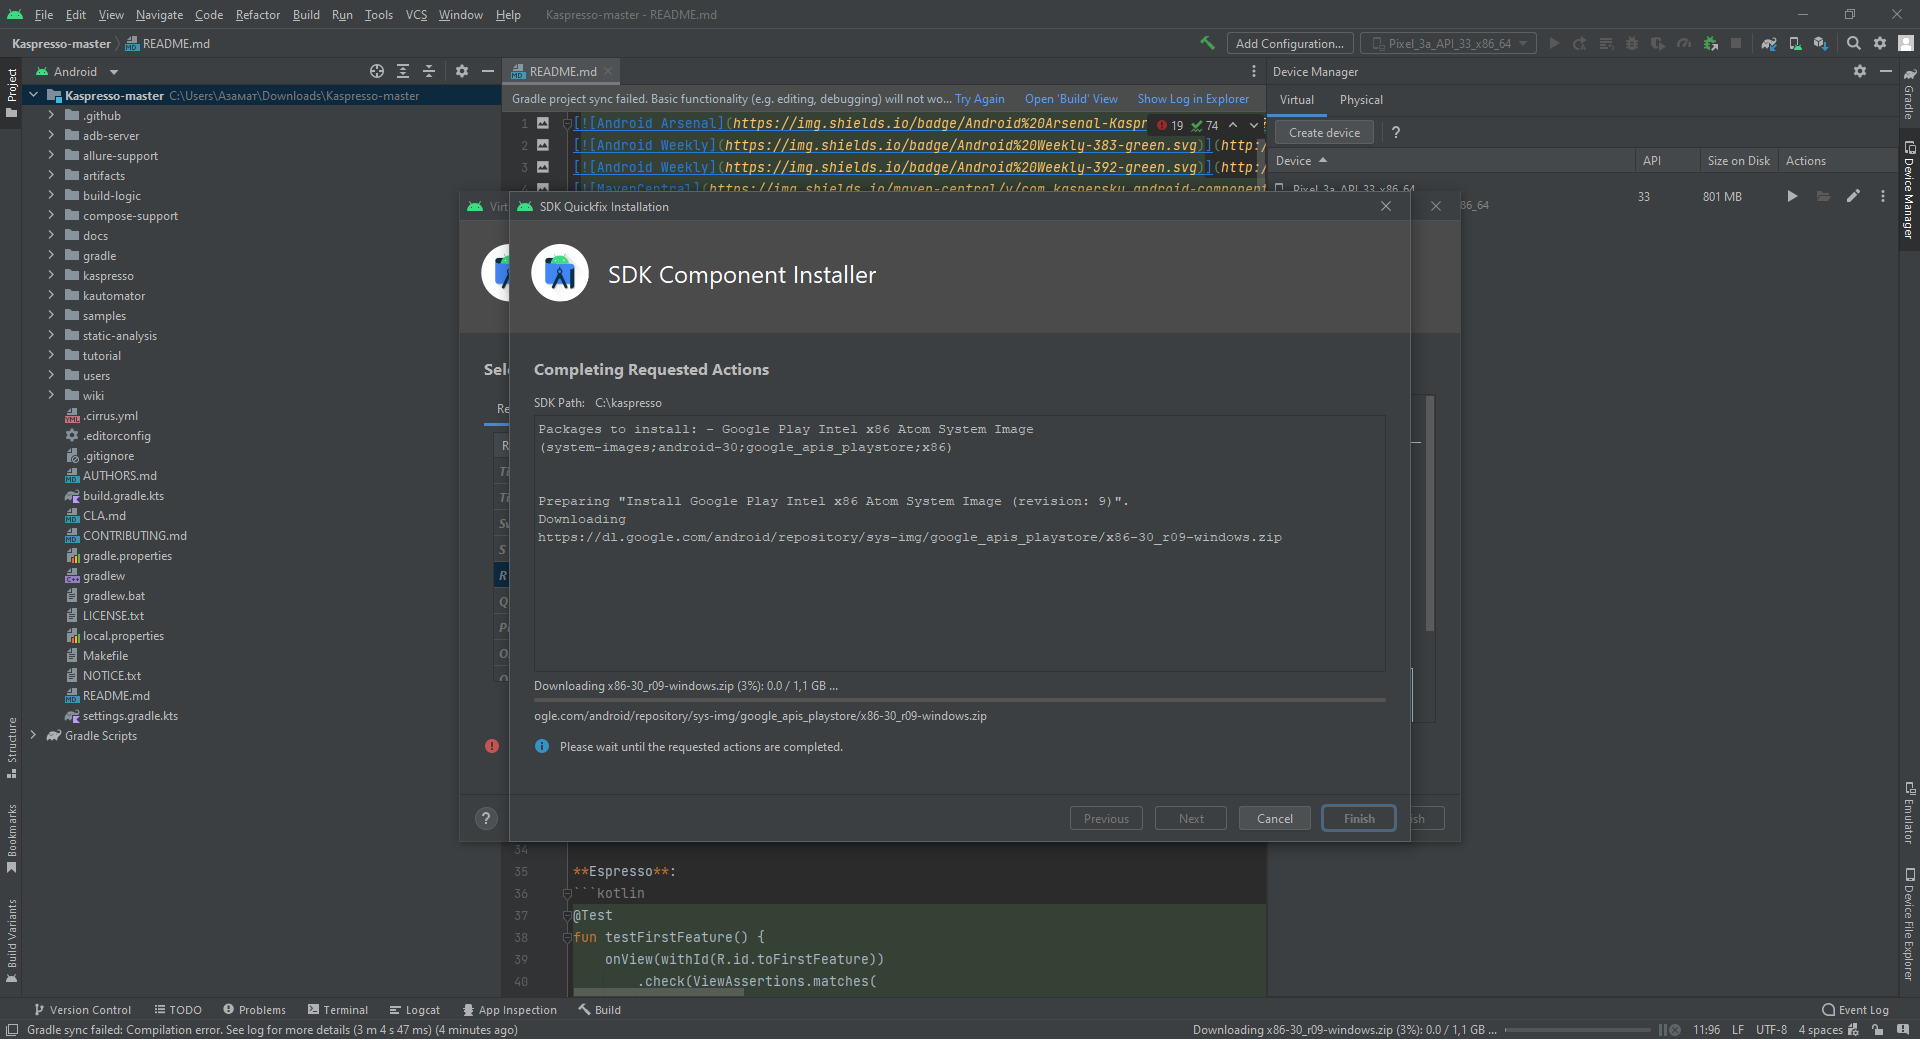 File Edit View Navigate Code Refactor Build Run Tools VCS Window Help Kaspresso-master - README.md
Kaspresso-master README.md Add Configuration... Pixel_3a_API_33_x86_64
Project Android README.md Device Manager
Kaspresso-master C:\Users\Азамат\Downloads\Kaspresso-master
.github
adb-server
allure-support
artifacts
build-logic
compose-support
docs
gradle
kaspresso
kautomator
samples
static-analysis
tutorial
users
wiki
.cirrus.yml
.editorconfig
.gitignore
AUTHORS.md
build.gradle.kts
CLA.md
CONTRIBUTING.md
gradle.properties
gradlew
gradlew.bat
LICENSE.txt
local.properties
Makefile
NOTICE.txt
README.md
settings.gradle.kts
Gradle Scripts
Structure
Bookmarks
Build Variants
Gradle project sync failed. Basic functionality (e.g. editing, debugging) will not wo... Try Again Open 'Build' View Show Log in Explorer
1 [![Android Arsenal](https://img.shields.io/badge/Android%20Arsenal-Kaspr 19 74
2 [![Android Weekly](https://img.shields.io/badge/Android%20Weekly-383-green.svg)](http:/
3 [![Android Weekly](https://img.shields.io/badge/Android%20Weekly-392-green.svg)](http:/
4 [![MavenCentral](https://img.shields.io/maven-central/v/com.kaspersky.android-component
Virtual Physical
Create device ?
Device API Size on Disk Actions
Pixel_3a_API_33_x86_64
86_64 33 801 MB
Gradle
Device Manager
Emulator
Device File Explorer
Virt
SDK Quickfix Installation
SDK Component Installer
Sele
Re
R
Ti
Ti
Sv
S
R
Q
Pi
O
Completing Requested Actions
SDK Path: C:\kaspresso
Packages to install: - Google Play Intel x86 Atom System Image
(system-images;android-30;google_apis_playstore;x86)
Preparing "Install Google Play Intel x86 Atom System Image (revision: 9)".
Downloading
https://dl.google.com/android/repository/sys-img/google_apis_playstore/x86-30_r09-windows.zip
Downloading x86-30_r09-windows.zip (3%): 0.0 / 1,1 GB ...
ogle.com/android/repository/sys-img/google_apis_playstore/x86-30_r09-windows.zip
Please wait until the requested actions are completed.
? Previous Next Cancel Finish ish
34
35 **Espresso**:
36 ```kotlin
37 @Test
38 fun testFirstFeature() {
39 onView(withId(R.id.toFirstFeature))
40 .check(ViewAssertions.matches(
Version Control TODO Problems Terminal Logcat App Inspection Build Event Log
Gradle sync failed: Compilation error. See log for more details (3 m 4 s 47 ms) (4 minutes ago) Downloading x86-30_r09-windows.zip (3%): 0.0 / 1,1 GB ... 11:96 LF UTF-8 4 spaces